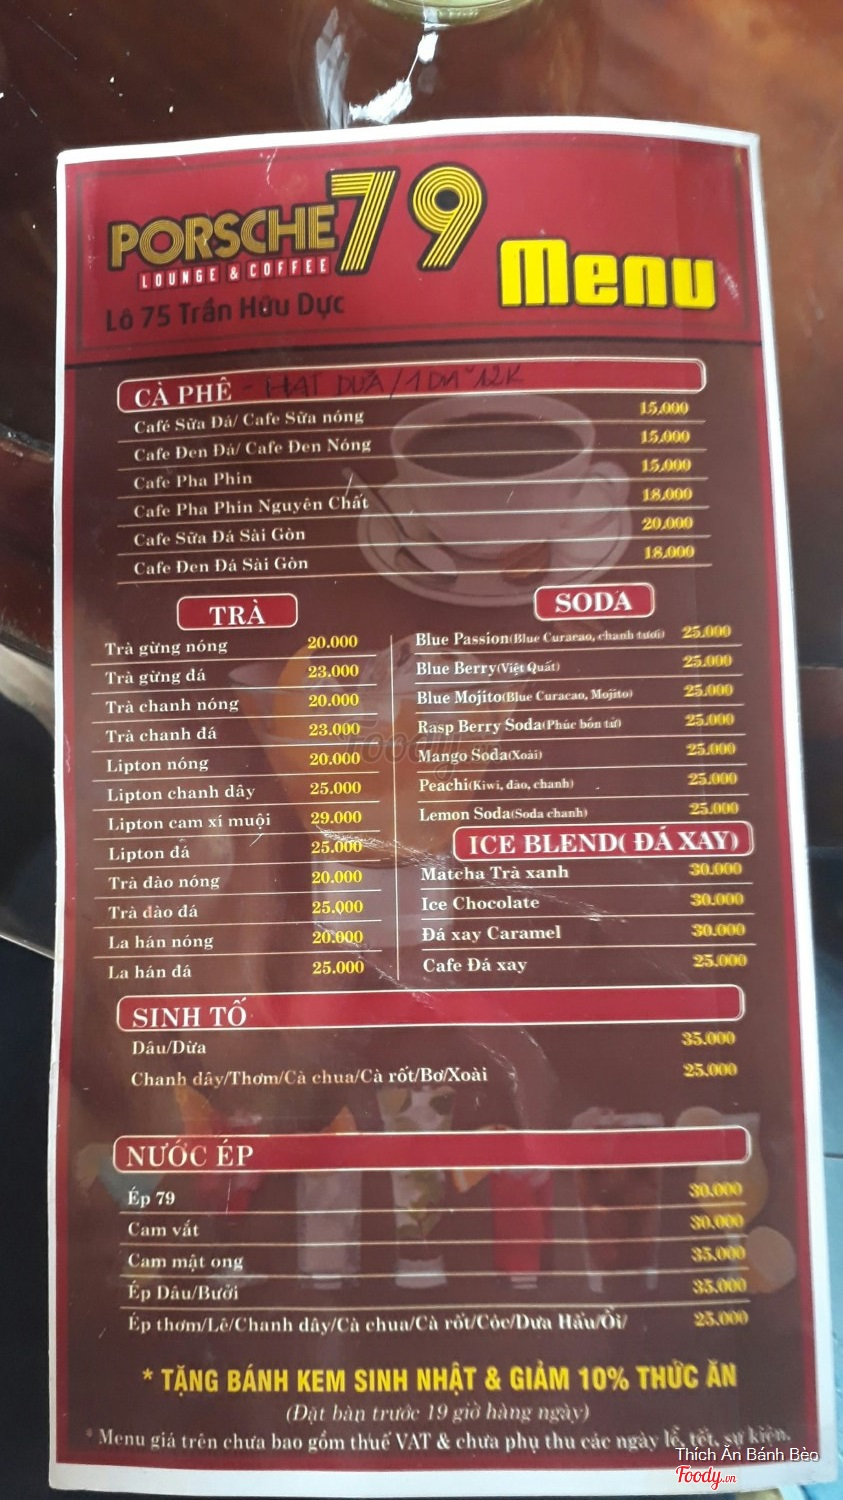 PORSCHE 79
LOUNGE & COFFEE
Menu
Lô 75 Trần Hữu Dực
CÀ PHÊ - HẠT DƯA / 1 DĨA 12K
Café Sữa Đá/ Cafe Sữa nóng 15.000
Cafe Đen Đá/ Cafe Đen Nóng 15.000
Cafe Pha Phin 15.000
Cafe Pha Phin Nguyên Chất 18.000
Cafe Sữa Đá Sài Gòn 20.000
Cafe Đen Đá Sài Gòn 18.000
TRÀ
Trà gừng nóng 20.000
Trà gừng đá 23.000
Trà chanh nóng 20.000
Trà chanh đá 23.000
Lipton nóng 20.000
Lipton chanh dây 25.000
Lipton cam xí muội 29.000
Lipton đá 25.000
Trà đào nóng 20.000
Trà đào đá 25.000
La hán nóng 20.000
La hán đá 25.000
SODA
Blue Passion(Blue Curacao, chanh tươi) 25.000
Blue Berry(Việt Quất) 25.000
Blue Mojito(Blue Curacao, Mojito) 25.000
Rasp Berry Soda(Phúc bồn tử) 25.000
Mango Soda(Xoài) 25.000
Peachi(Kiwi, đào, chanh) 25.000
Lemon Soda(Soda chanh) 25.000
ICE BLEND( ĐÁ XAY)
Matcha Trà xanh 30.000
Ice Chocolate 30.000
Đá xay Caramel 30.000
Cafe Đá xay 25.000
SINH TỐ
Dâu/Dừa 35.000
Chanh dây/Thơm/Cà chua/Cà rốt/Bơ/Xoài 25.000
NƯỚC ÉP
Ép 79 30.000
Cam vắt 30.000
Cam mật ong 35.000
Ép Dâu/Bưởi 35.000
Ép thơm/Lê/Chanh dây/Cà chua/Cà rốt/Cóc/Dưa Hấu/Ổi/ 25.000
* TẶNG BÁNH KEM SINH NHẬT & GIẢM 10% THỨC ĂN
(Đặt bàn trước 19 giờ hàng ngày)
* Menu giá trên chưa bao gồm thuế VAT & chưa phụ thu các ngày lễ, tết, sự kiện.
Thích Ăn Bánh Bèo
Foody.vn